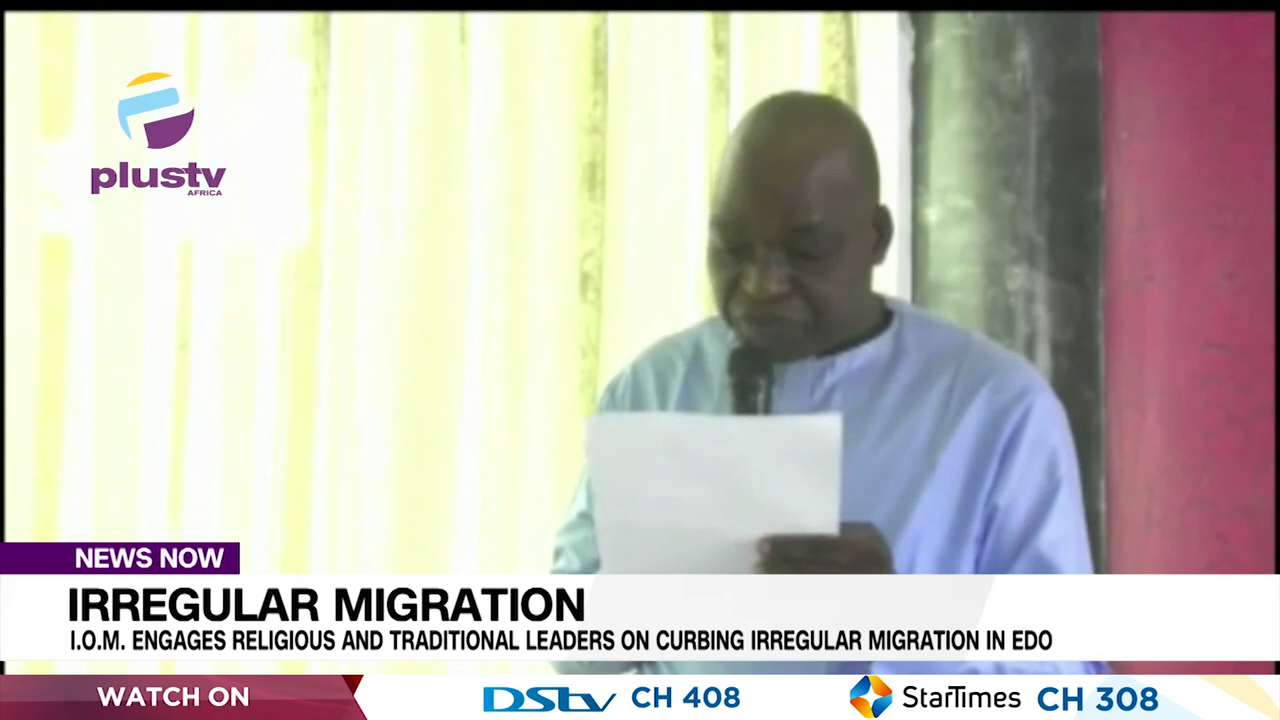 plustv
AFRICA
NEWS NOW
IRREGULAR MIGRATION
I.O.M. ENGAGES RELIGIOUS AND TRADITIONAL LEADERS ON CURBING IRREGULAR MIGRATION IN EDO
WATCH ON DStv CH 408 StarTimes CH 308